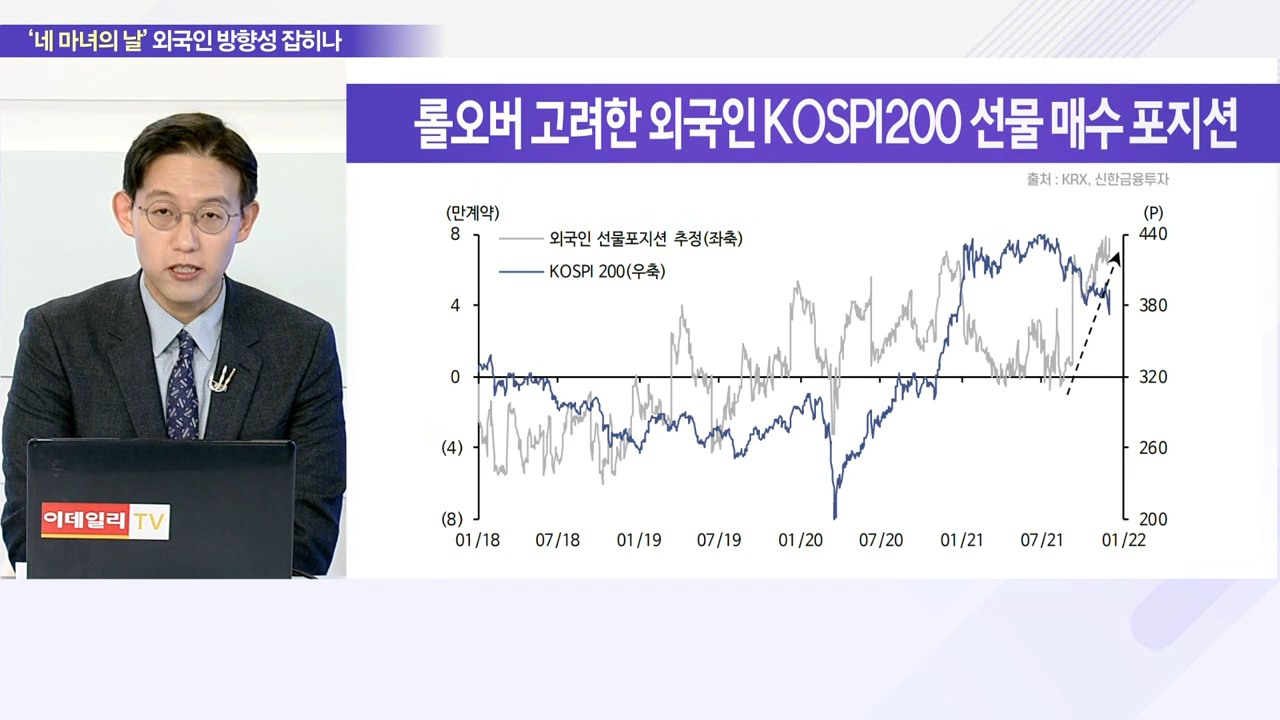 ‘네 마녀의 날’ 외국인 방향성 잡히나
롤오버 고려한 외국인 KOSPI200 선물 매수 포지션
출처 : KRX, 신한금융투자
(만계약)
(P)
외국인 선물포지션 추정(좌축)
KOSPI 200(우축)
8
4
0
(4)
(8)
440
380
320
260
200
01/18 07/18 01/19 07/19 01/20 07/20 01/21 07/21 01/22
이데일리 TV